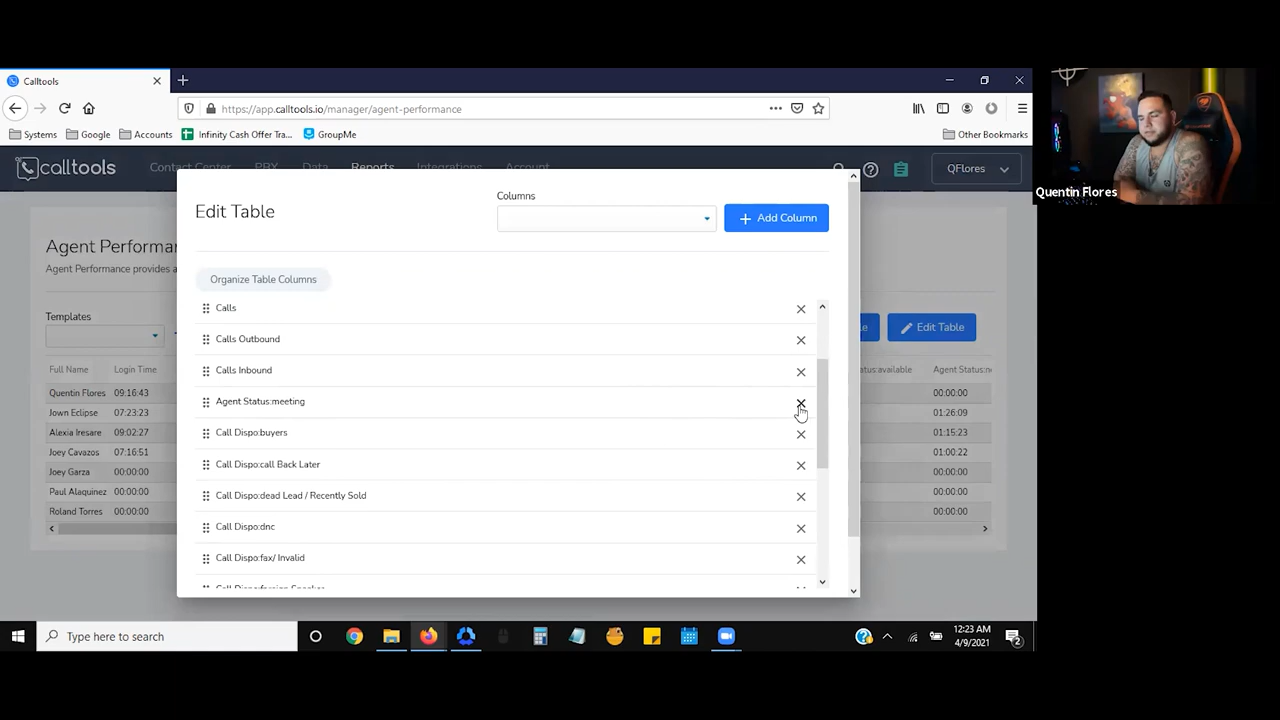 Calltools
https://app.calltools.io/manager/agent-performance
Systems
Google
Accounts
Infinity Cash Offer Tra...
GroupMe
Other Bookmarks
calltools
Contact Center
PBX
Data
Reports
Integrations
Account
QFlores
Quentin Flores
Edit Table
Columns
Add Column
Organize Table Columns
Calls
Calls Outbound
Calls Inbound
Agent Status:meeting
Call Dispo:buyers
Call Dispo:call Back Later
Call Dispo:dead Lead / Recently Sold
Call Dispo:dnc
Call Dispo:fax/ Invalid
Agent Performan
Agent Performance provides a
Templates
Edit Table
Full Name Login Time
Quentin Flores 09:16:43
Jown Eclipse 07:23:23
Alexia Iresare 09:02:27
Joey Cavazos 07:16:51
Joey Garza 00:00:00
Paul Alaquinez 00:00:00
Roland Torres 00:00:00
tatus:available Agent Status:n
00:00:00
01:26:09
01:15:23
01:00:22
00:00:00
00:00:00
00:00:00
Type here to search
12:23 AM
4/9/2021
2